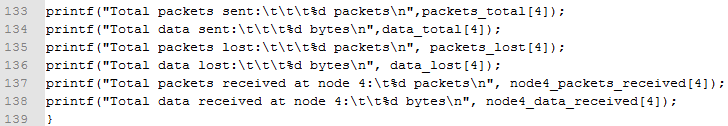 133 printf("Total packets sent:\t\t\t%d packets\n",packets_total[4]);
134 printf("Total data sent:\t\t\t%d bytes\n",data_total[4]);
135 printf("Total packets lost:\t\t\t%d packets\n", packets_lost[4]);
136 printf("Total data lost:\t\t\t%d bytes\n", data_lost[4]);
137 printf("Total packets received at node 4:\t%d packets\n", node4_packets_received[4]);
138 printf("Total data received at node 4:\t\t%d bytes\n", node4_data_received[4]);
139 }